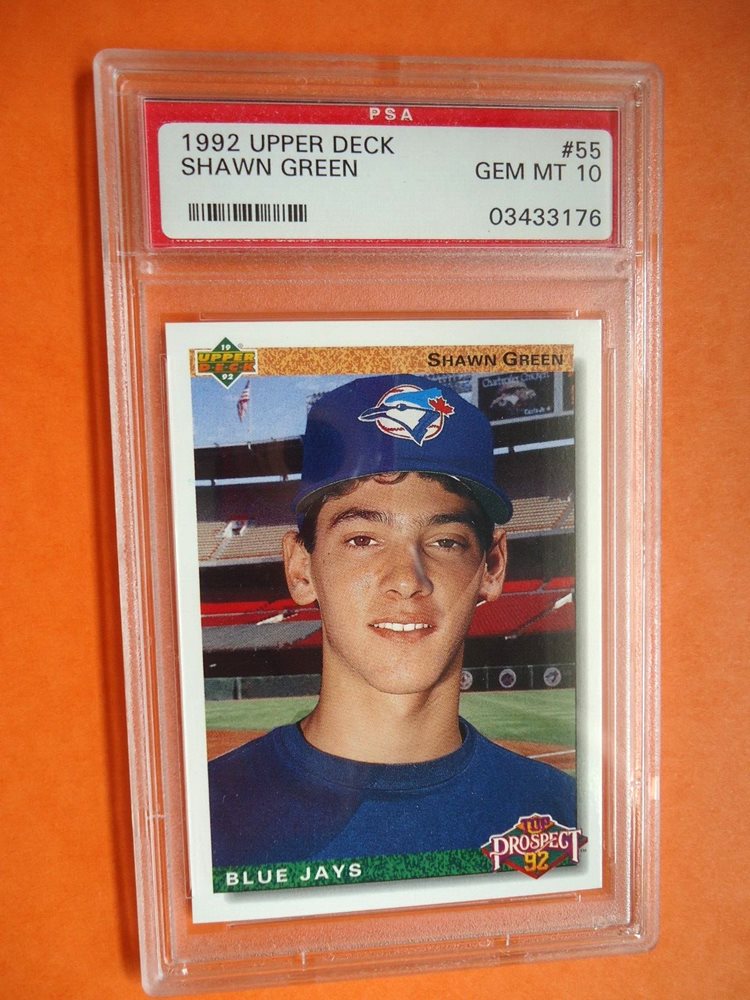 PSA
1992 UPPER DECK #55
SHAWN GREEN GEM MT 10
03433176
19
UPPER
DECK
92
SHAWN GREEN
TOP
PROSPECT
92
BLUE JAYS